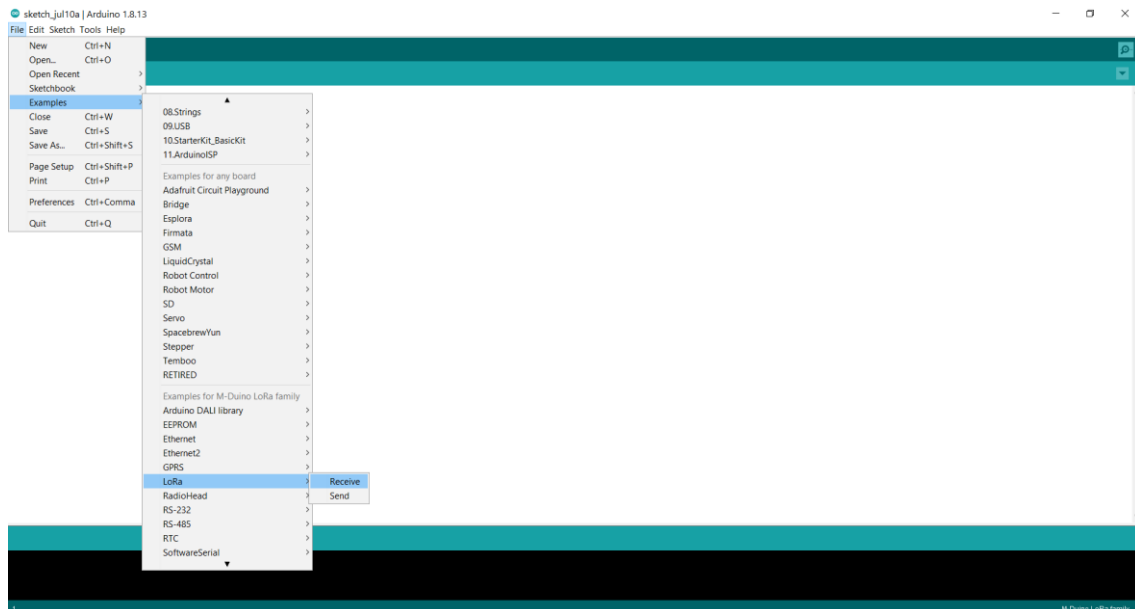 sketch_jul10a | Arduino 1.8.13
File Edit Sketch Tools Help
New Ctrl+N
Open... Ctrl+O
Open Recent
Sketchbook
Examples
Close Ctrl+W
Save Ctrl+S
Save As... Ctrl+Shift+S
Page Setup Ctrl+Shift+P
Print Ctrl+P
Preferences Ctrl+Comma
Quit Ctrl+Q
08.Strings
09.USB
10.StarterKit_BasicKit
11.ArduinoISP
Examples for any board
Adafruit Circuit Playground
Bridge
Esplora
Firmata
GSM
LiquidCrystal
Robot Control
Robot Motor
SD
Servo
SpacebrewYun
Stepper
Temboo
RETIRED
Examples for M-Duino LoRa family
Arduino DALI library
EEPROM
Ethernet
Ethernet2
GPRS
LoRa
RadioHead
RS-232
RS-485
RTC
SoftwareSerial
Receive
Send
M-Duino LoRa family